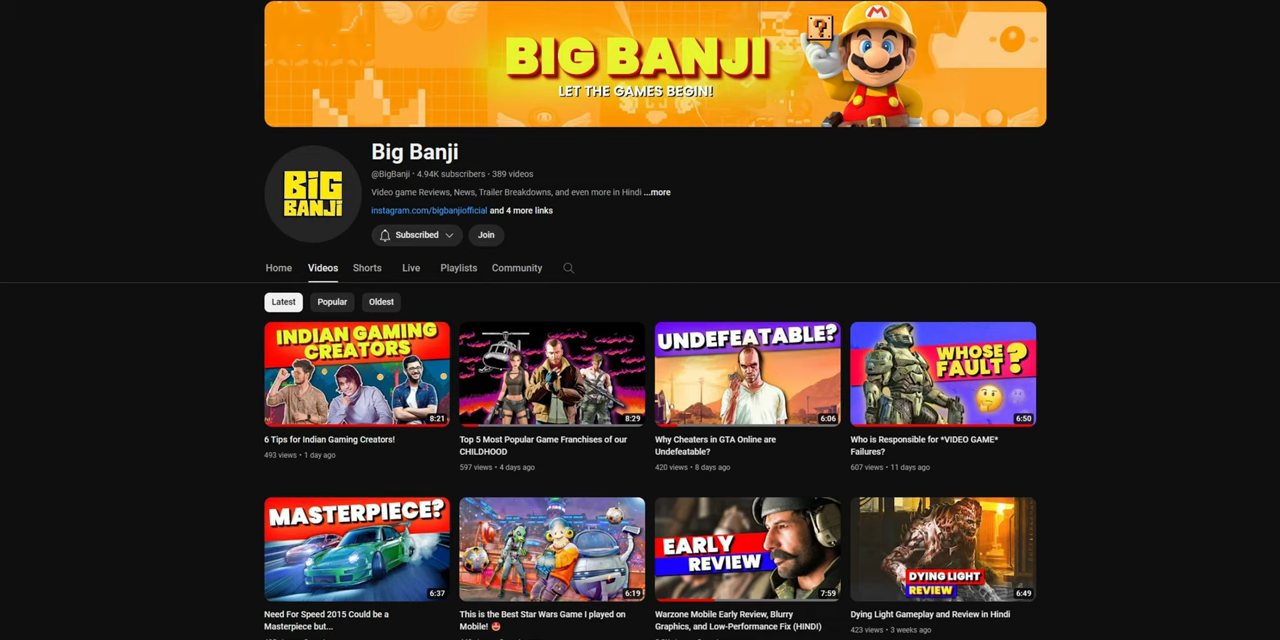 BIG BANJI
LET THE GAMES BEGIN!
BIG
BANJI
Big Banji
@BigBanji · 4.94K subscribers · 389 videos
Video game Reviews, News, Trailer Breakdowns, and even more in Hindi ...more
instagram.com/bigbanjiofficial and 4 more links
Subscribed
Join
Home Videos Shorts Live Playlists Community
Latest Popular Oldest
INDIAN GAMING
CREATORS
8:21
6 Tips for Indian Gaming Creators!
493 views • 1 day ago
8:29
Top 5 Most Popular Game Franchises of our
CHILDHOOD
597 views • 4 days ago
UNDEFEATABLE?
6:06
Why Cheaters in GTA Online are
Undefeatable?
420 views • 8 days ago
WHOSE
FAULT?
6:50
Who is Responsible for *VIDEO GAME*
Failures?
607 views • 11 days ago
MASTERPIECE?
6:37
Need For Speed 2015 Could be a
Masterpiece but...
6:19
This is the Best Star Wars Game I played on
Mobile! 🤩
EARLY
REVIEW
7:59
Warzone Mobile Early Review, Blurry
Graphics, and Low-Performance Fix (HINDI)
DYING LIGHT
REVIEW
6:49
Dying Light Gameplay and Review in Hindi
423 views • 3 weeks ago